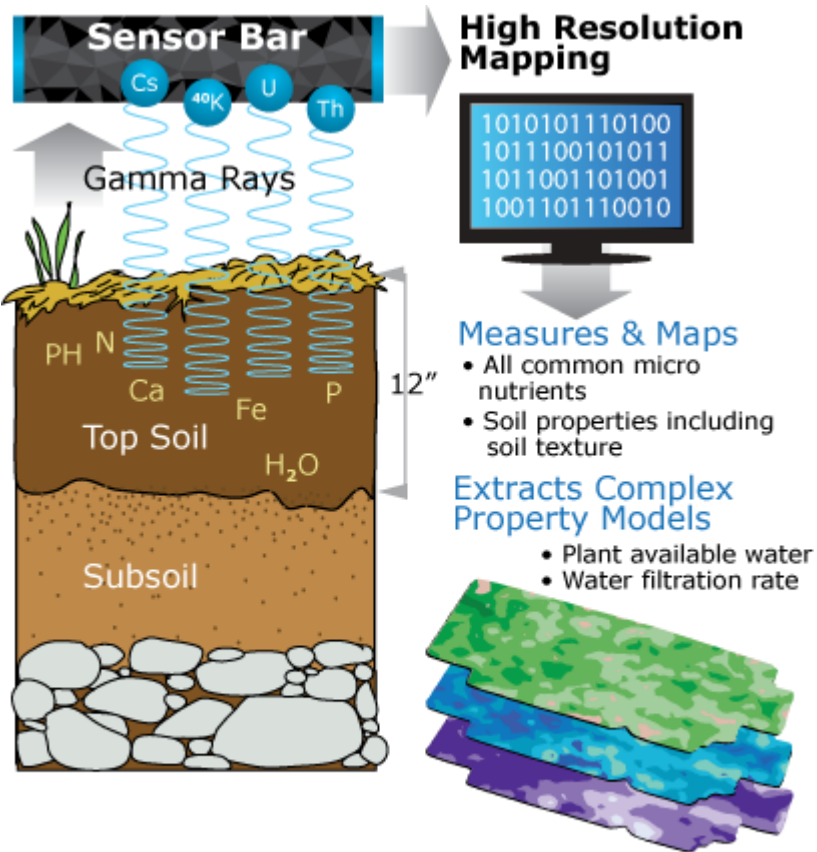 Sensor Bar
Cs
⁴⁰K
U
Th
Gamma Rays
PH
N
Ca
Fe
P
12”
Top Soil
H₂O
Subsoil
High Resolution
Mapping
1010101110100
1011100101011
1011001101001
1001101110010
Measures & Maps
• All common micro
nutrients
• Soil properties including
soil texture
Extracts Complex
Property Models
• Plant available water
• Water filtration rate